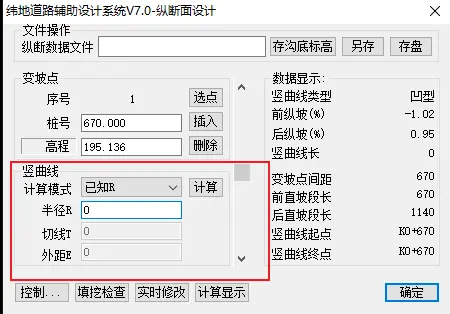 纬地道路辅助设计系统V7.0-纵断面设计
文件操作
纵断数据文件 存沟底标高 另存 存盘
变坡点
序号 1 选点
桩号 670.000 插入
高程 195.136 删除
竖曲线
计算模式 已知R 计算
半径R 0
切线T 0
外距E 0
数据显示:
竖曲线类型 凹型
前纵坡(%) -1.02
后纵坡(%) 0.95
竖曲线长 0
变坡点间距 670
前直坡段长 670
后直坡段长 1140
竖曲线起点 K0+670
竖曲线终点 K0+670
控制... 填挖检查 实时修改 计算显示 确定